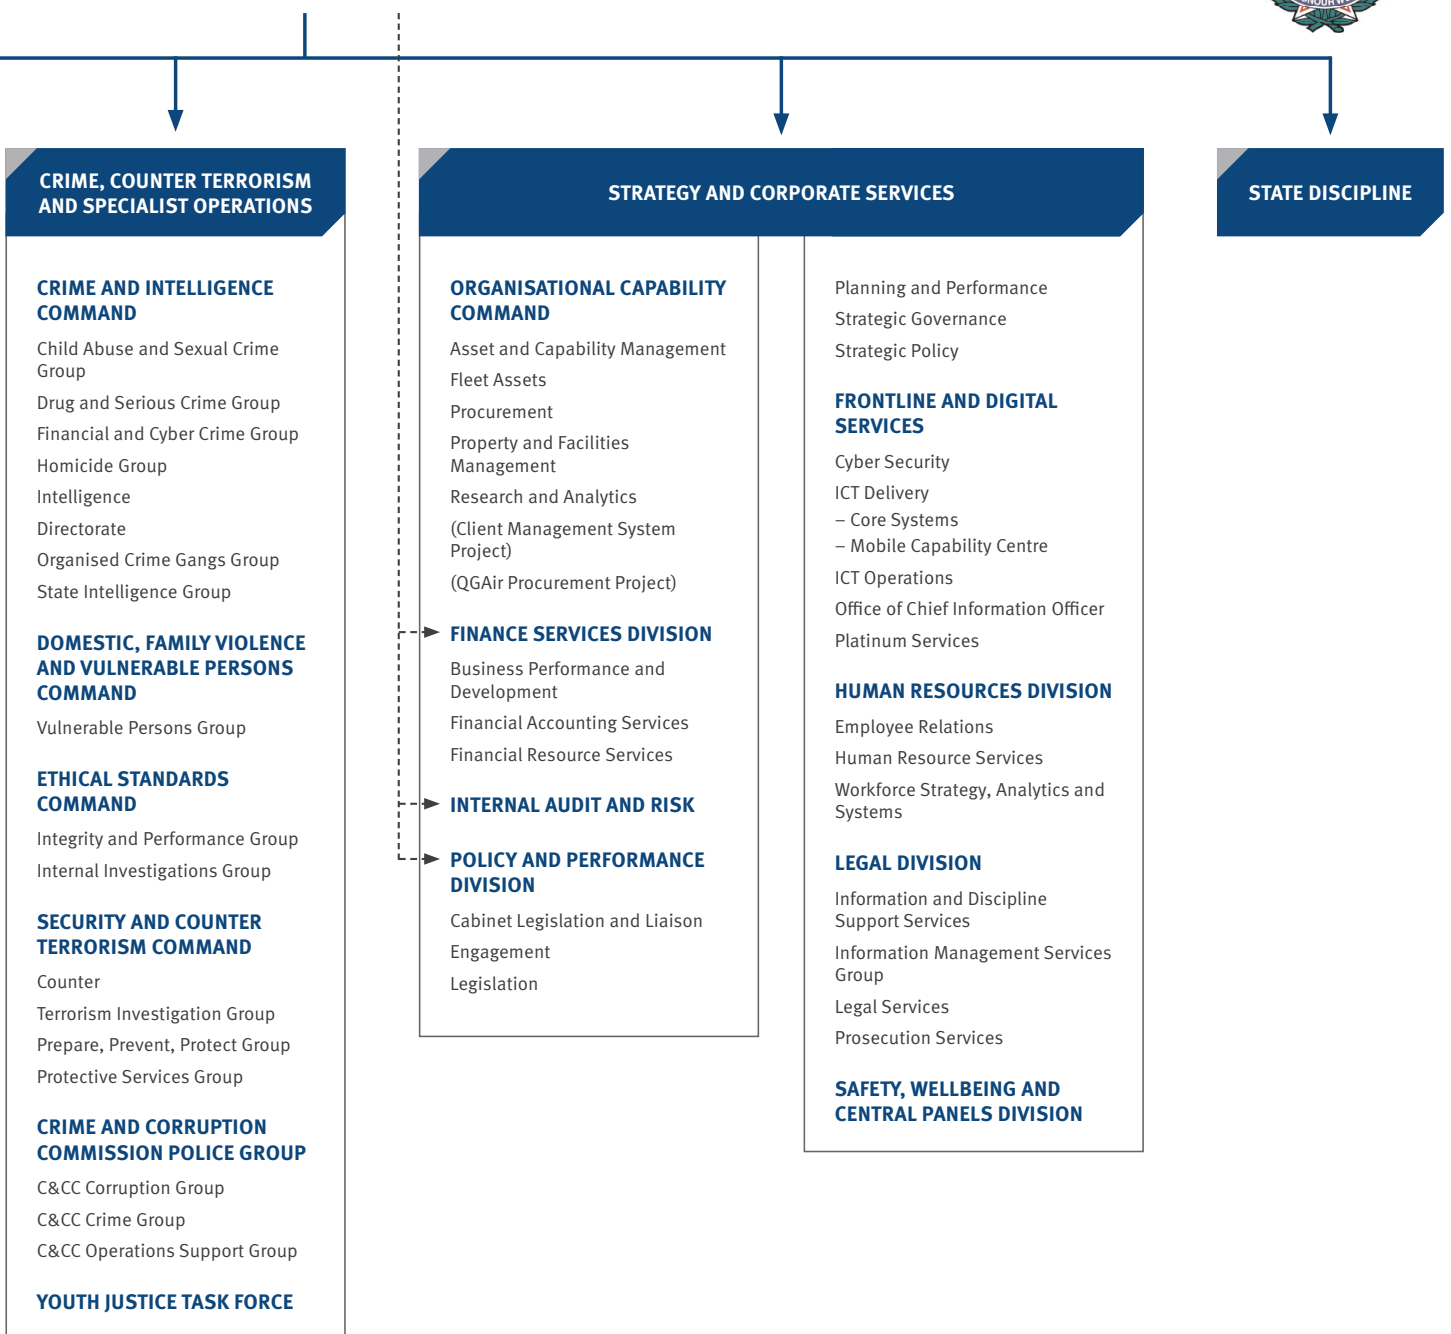 CRIME, COUNTER TERRORISM
AND SPECIALIST OPERATIONS
CRIME AND INTELLIGENCE
COMMAND
Child Abuse and Sexual Crime
Group
Drug and Serious Crime Group
Financial and Cyber Crime Group
Homicide Group
Intelligence
Directorate
Organised Crime Gangs Group
State Intelligence Group
DOMESTIC, FAMILY VIOLENCE
AND VULNERABLE PERSONS
COMMAND
Vulnerable Persons Group
ETHICAL STANDARDS
COMMAND
Integrity and Performance Group
Internal Investigations Group
SECURITY AND COUNTER
TERRORISM COMMAND
Counter
Terrorism Investigation Group
Prepare, Prevent, Protect Group
Protective Services Group
CRIME AND CORRUPTION
COMMISSION POLICE GROUP
C&CC Corruption Group
C&CC Crime Group
C&CC Operations Support Group
YOUTH JUSTICE TASK FORCE
STRATEGY AND CORPORATE SERVICES
ORGANISATIONAL CAPABILITY
COMMAND
Asset and Capability Management
Fleet Assets
Procurement
Property and Facilities
Management
Research and Analytics
(Client Management System
Project)
(QGAir Procurement Project)
FINANCE SERVICES DIVISION
Business Performance and
Development
Financial Accounting Services
Financial Resource Services
INTERNAL AUDIT AND RISK
POLICY AND PERFORMANCE
DIVISION
Cabinet Legislation and Liaison
Engagement
Legislation
Planning and Performance
Strategic Governance
Strategic Policy
FRONTLINE AND DIGITAL
SERVICES
Cyber Security
ICT Delivery
– Core Systems
– Mobile Capability Centre
ICT Operations
Office of Chief Information Officer
Platinum Services
HUMAN RESOURCES DIVISION
Employee Relations
Human Resource Services
Workforce Strategy, Analytics and
Systems
LEGAL DIVISION
Information and Discipline
Support Services
Information Management Services
Group
Legal Services
Prosecution Services
SAFETY, WELLBEING AND
CENTRAL PANELS DIVISION
STATE DISCIPLINE